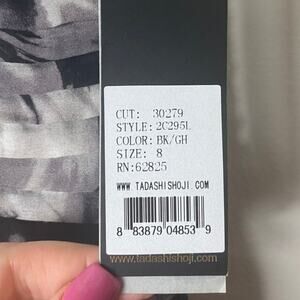 CUT: 30279
STYLE: 2C295L
COLOR: BK/GH
SIZE: 8
RN: 62825
WWW.TADASHISHOJI.COM
8 83879 04853 9
www.tadashishoji.com